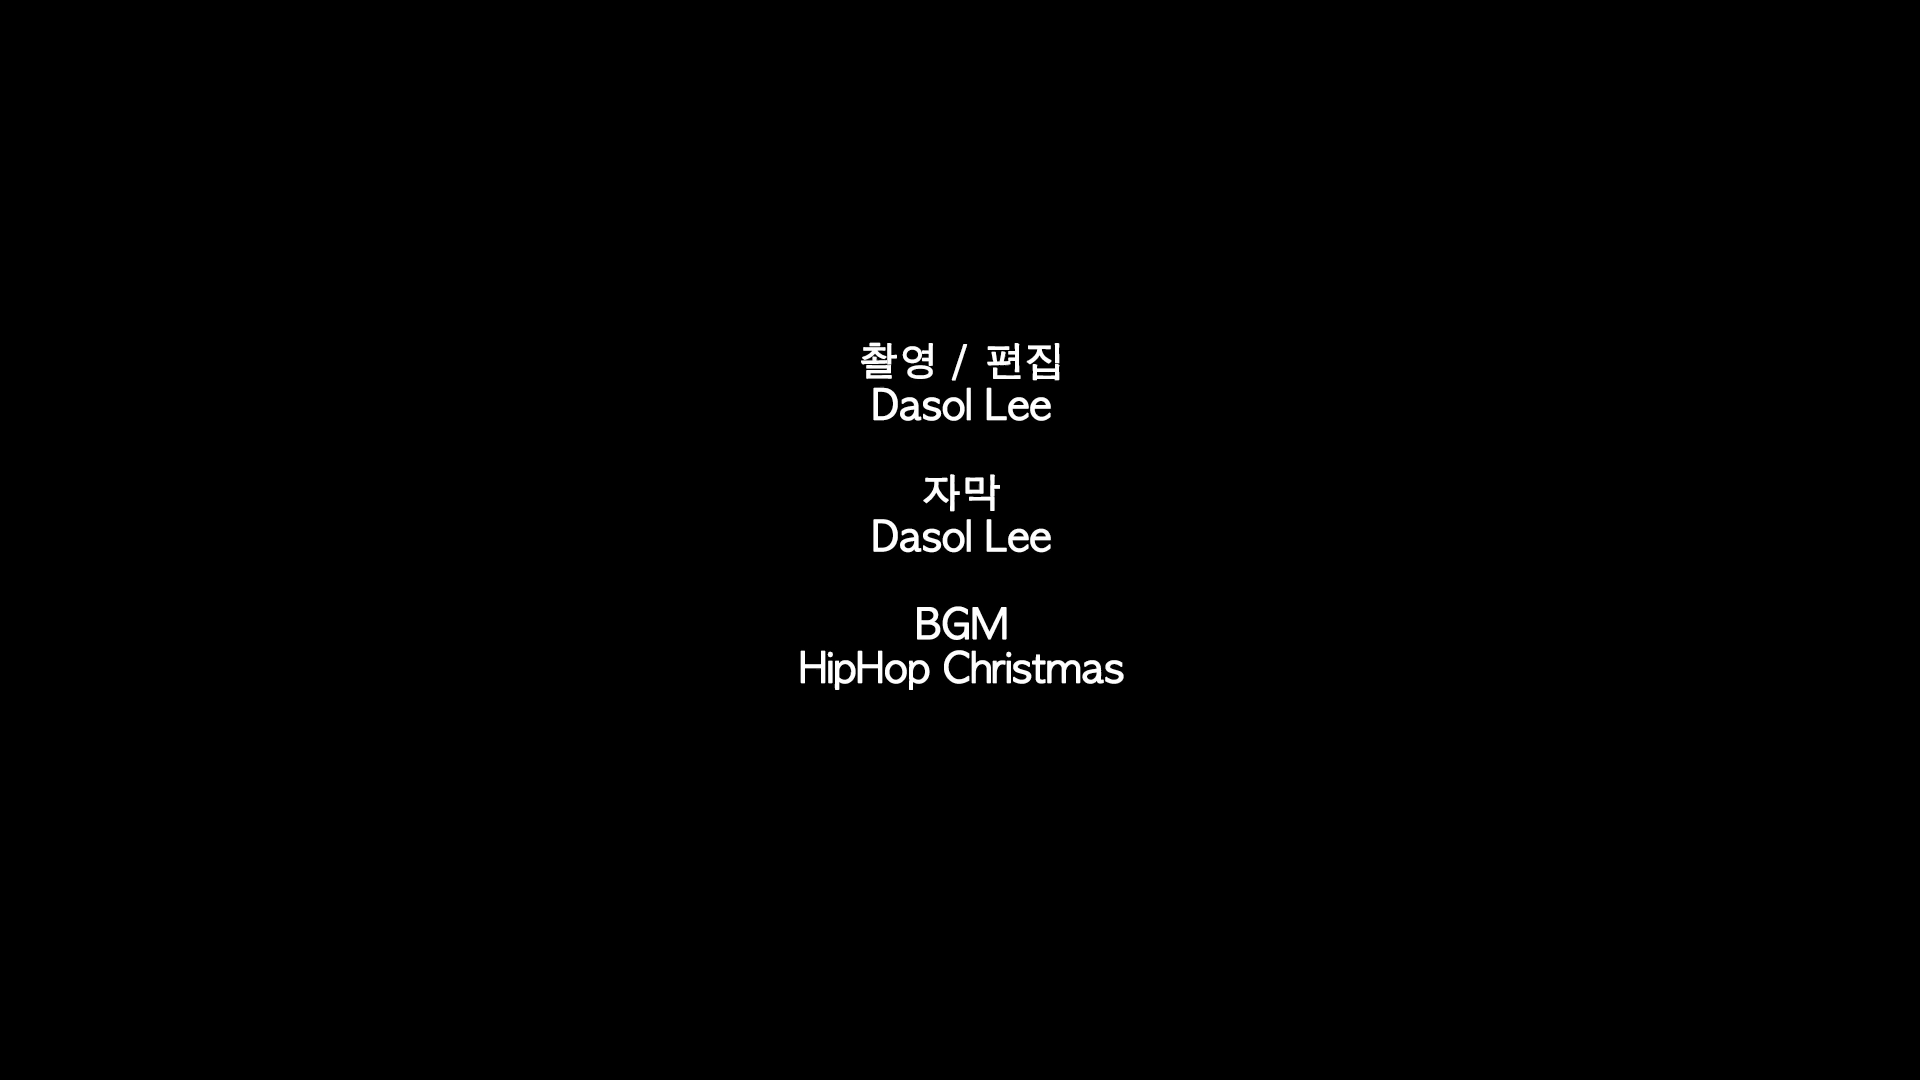 촬영 / 편집
Dasol Lee
자막
Dasol Lee
BGM
HipHop Christmas